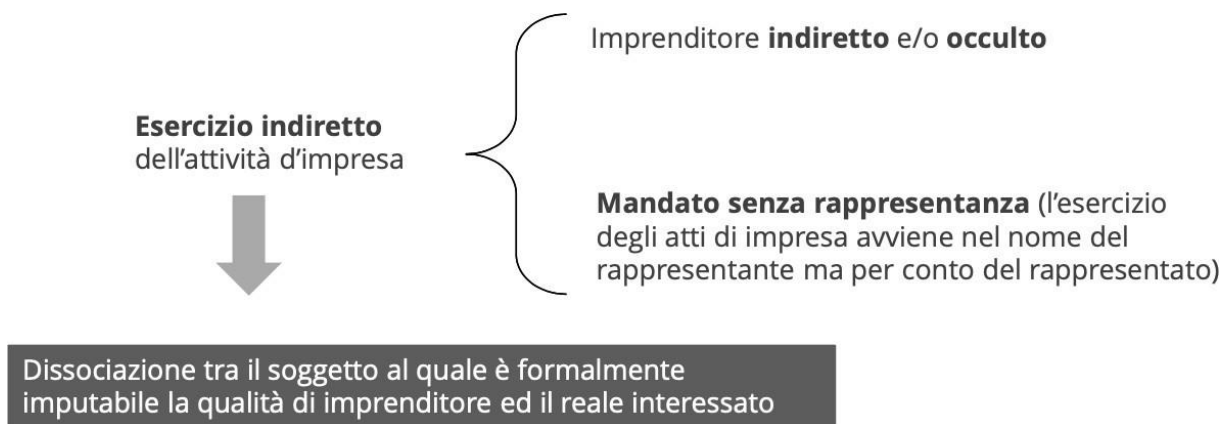 Imprenditore indiretto e/o occulto
Esercizio indiretto
dell'attività d'impresa
Mandato senza rappresentanza (l'esercizio
degli atti di impresa avviene nel nome del
rappresentante ma per conto del rappresentato)
Dissociazione tra il soggetto al quale è formalmente
imputabile la qualità di imprenditore ed il reale interessato